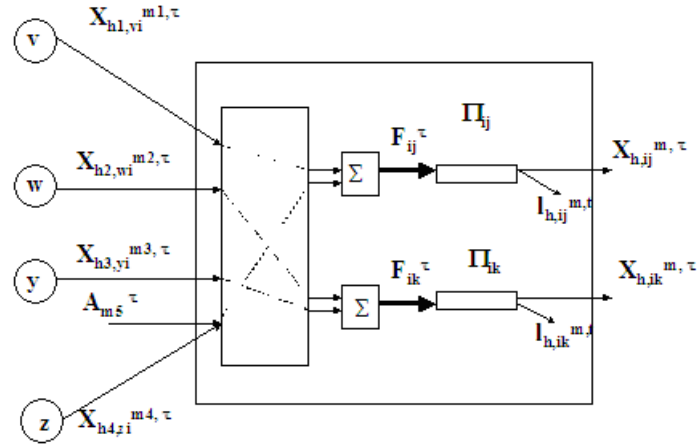 X_{h1,vi}^{m1,τ}
v
Π_{ij}
F_{ij}^{τ}
X_{h2,wi}^{m2,τ}
Σ
X_{h,ij}^{m,τ}
w
l_{h,ij}^{m,t}
X_{h3,yi}^{m3,τ}
F_{ik}^{τ}
Π_{ik}
X_{h,ik}^{m,τ}
y
A_{m5}^{τ}
Σ
l_{h,ik}^{m,t}
z
X_{h4,zi}^{m4,τ}